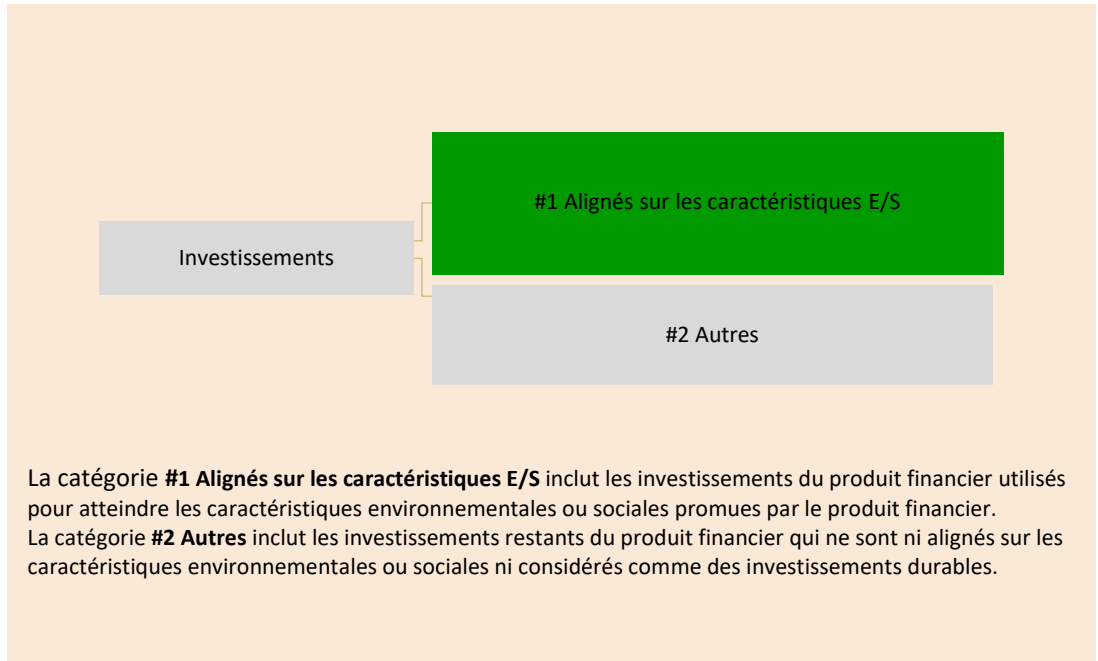 #1 Alignés sur les caractéristiques E/S
Investissements
#2 Autres
La catégorie #1 Alignés sur les caractéristiques E/S inclut les investissements du produit financier utilisés
pour atteindre les caractéristiques environnementales ou sociales promues par le produit financier.
La catégorie #2 Autres inclut les investissements restants du produit financier qui ne sont ni alignés sur les
caractéristiques environnementales ou sociales ni considérés comme des investissements durables.